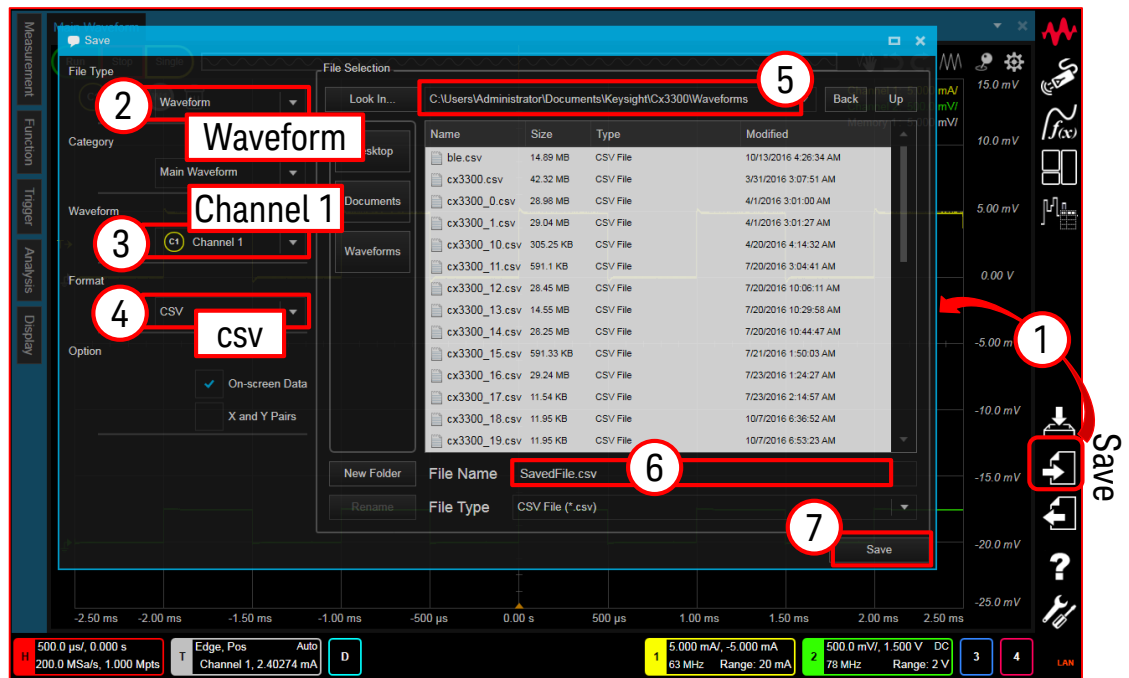 Main Waveform
Save
Run Stop Single
File Type
2
Waveform
Waveform
Category
Main Waveform
Waveform
Channel 1
3
C1 Channel 1
Format
4
CSV
CSV
Option
On-screen Data
X and Y Pairs
File Selection
Look In...
C:\Users\Administrator\Documents\Keysight\Cx3300\Waveforms
5
Back
Up
Documents
Waveforms
Name Size Type Modified
ble.csv 14.89 MB CSV File 10/13/2016 4:26:34 AM
cx3300.csv 42.32 MB CSV File 3/31/2016 3:07:51 AM
cx3300_0.csv 28.98 MB CSV File 4/1/2016 3:01:00 AM
cx3300_1.csv 29.04 MB CSV File 4/1/2016 3:01:27 AM
cx3300_10.csv 305.25 KB CSV File 4/20/2016 4:14:32 AM
cx3300_11.csv 591.1 KB CSV File 7/20/2016 3:04:41 AM
cx3300_12.csv 28.45 MB CSV File 7/20/2016 10:06:11 AM
cx3300_13.csv 14.55 MB CSV File 7/20/2016 10:29:58 AM
cx3300_14.csv 28.25 MB CSV File 7/20/2016 10:44:47 AM
cx3300_15.csv 591.33 KB CSV File 7/21/2016 1:50:03 AM
cx3300_16.csv 29.24 MB CSV File 7/23/2016 1:24:27 AM
cx3300_17.csv 11.54 KB CSV File 7/23/2016 2:14:57 AM
cx3300_18.csv 11.95 KB CSV File 10/7/2016 6:36:52 AM
cx3300_19.csv 11.95 KB CSV File 10/7/2016 6:53:23 AM
New Folder
File Name SavedFile.csv
6
Rename
File Type CSV File (*.csv)
7
Save
Measurement
Function
Trigger
Analysis
Display
mA/
mV/
mV/
15.0 mV
10.0 mV
5.00 mV
0.00 V
-5.00 m
-10.0 mV
-15.0 mV
-20.0 mV
-25.0 mV
f(x)
1
Save
?
LAN
-2.50 ms -2.00 ms -1.50 ms -1.00 ms -500 µs 0.00 s 500 µs 1.00 ms 1.50 ms 2.00 ms 2.50 ms
H
500.0 µs/, 0.000 s
200.0 MSa/s, 1.000 Mpts
T
Edge, Pos Auto
Channel 1, 2.40274 mA
D
1
5.000 mA/, -5.000 mA
63 MHz Range: 20 mA
2
500.0 mV/, 1.500 V DC
78 MHz Range: 2 V
3
4